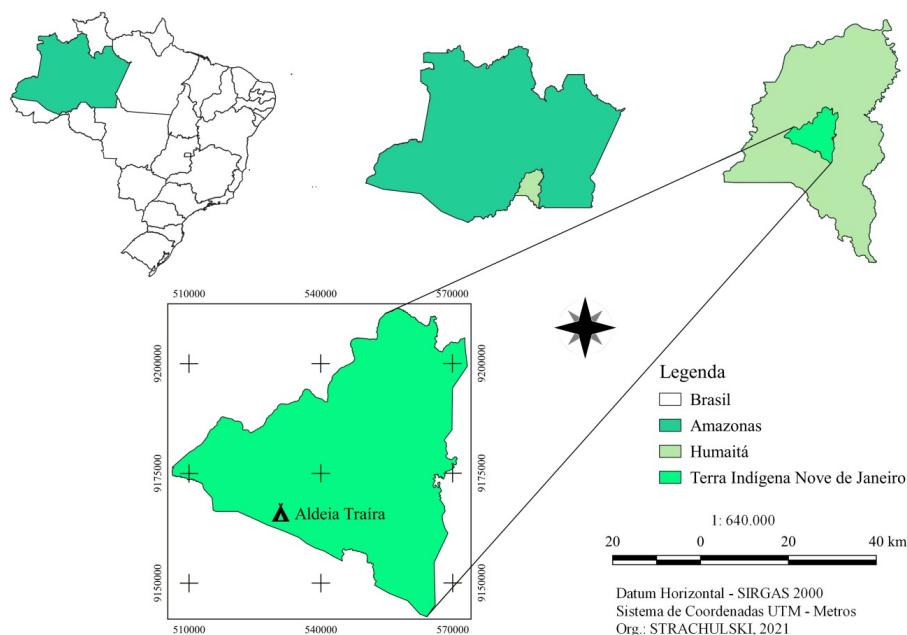 510000 540000 570000
9200000 9200000
9175000 9175000
9150000 9150000
Aldeia Traíra
510000 540000 570000
Legenda
Brasil
Amazonas
Humaitá
Terra Indígena Nove de Janeiro
1: 640.000
20 0 20 40 km
Datum Horizontal - SIRGAS 2000
Sistema de Coordenadas UTM - Metros
Org.: STRACHULSKI, 2021